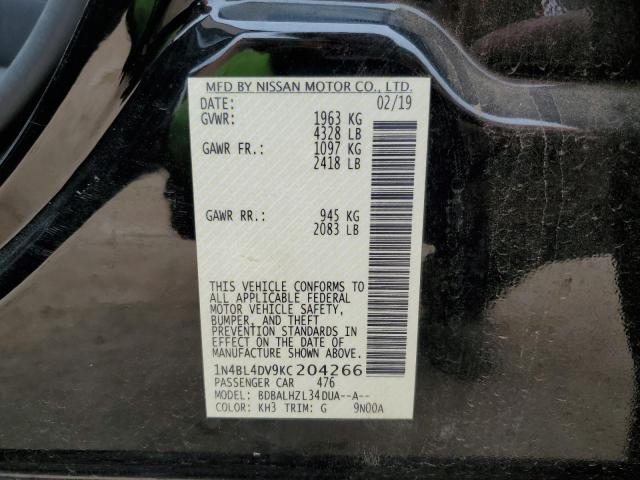 MFD BY NISSAN MOTOR CO., LTD.
DATE: 02/19
GVWR: 1963 KG
4328 LB
GAWR FR.: 1097 KG
2418 LB
GAWR RR.: 945 KG
2083 LB
THIS VEHICLE CONFORMS TO
ALL APPLICABLE FEDERAL
MOTOR VEHICLE SAFETY,
BUMPER, AND THEFT
PREVENTION STANDARDS IN
EFFECT ON THE DATE OF
MANUFACTURE SHOWN ABOVE.
1N4BL4DV9KC204266
PASSENGER CAR 476
MODEL: BDBALHZL34DUA--A--
COLOR: KH3 TRIM: G 9N00A